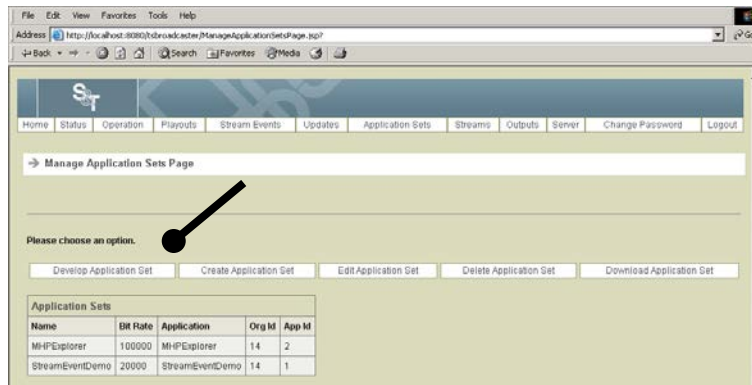 File Edit View Favorites Tools Help
Address http://localhost:8080/tsbroadcaster/ManageApplicationSetsPage.jsp?
Back Search Favorites Media
S&T
Home Status Operation Playouts Stream Events Updates Application Sets Streams Outputs Server Change Password Logout
Manage Application Sets Page
Please choose an option.
Develop Application Set Create Application Set Edit Application Set Delete Application Set Download Application Set
Application Sets
Name Bit Rate Application Org Id App Id
MHPExplorer 100000 MHPExplorer 14 2
StreamEventDemo 20000 StreamEventDemo 14 1